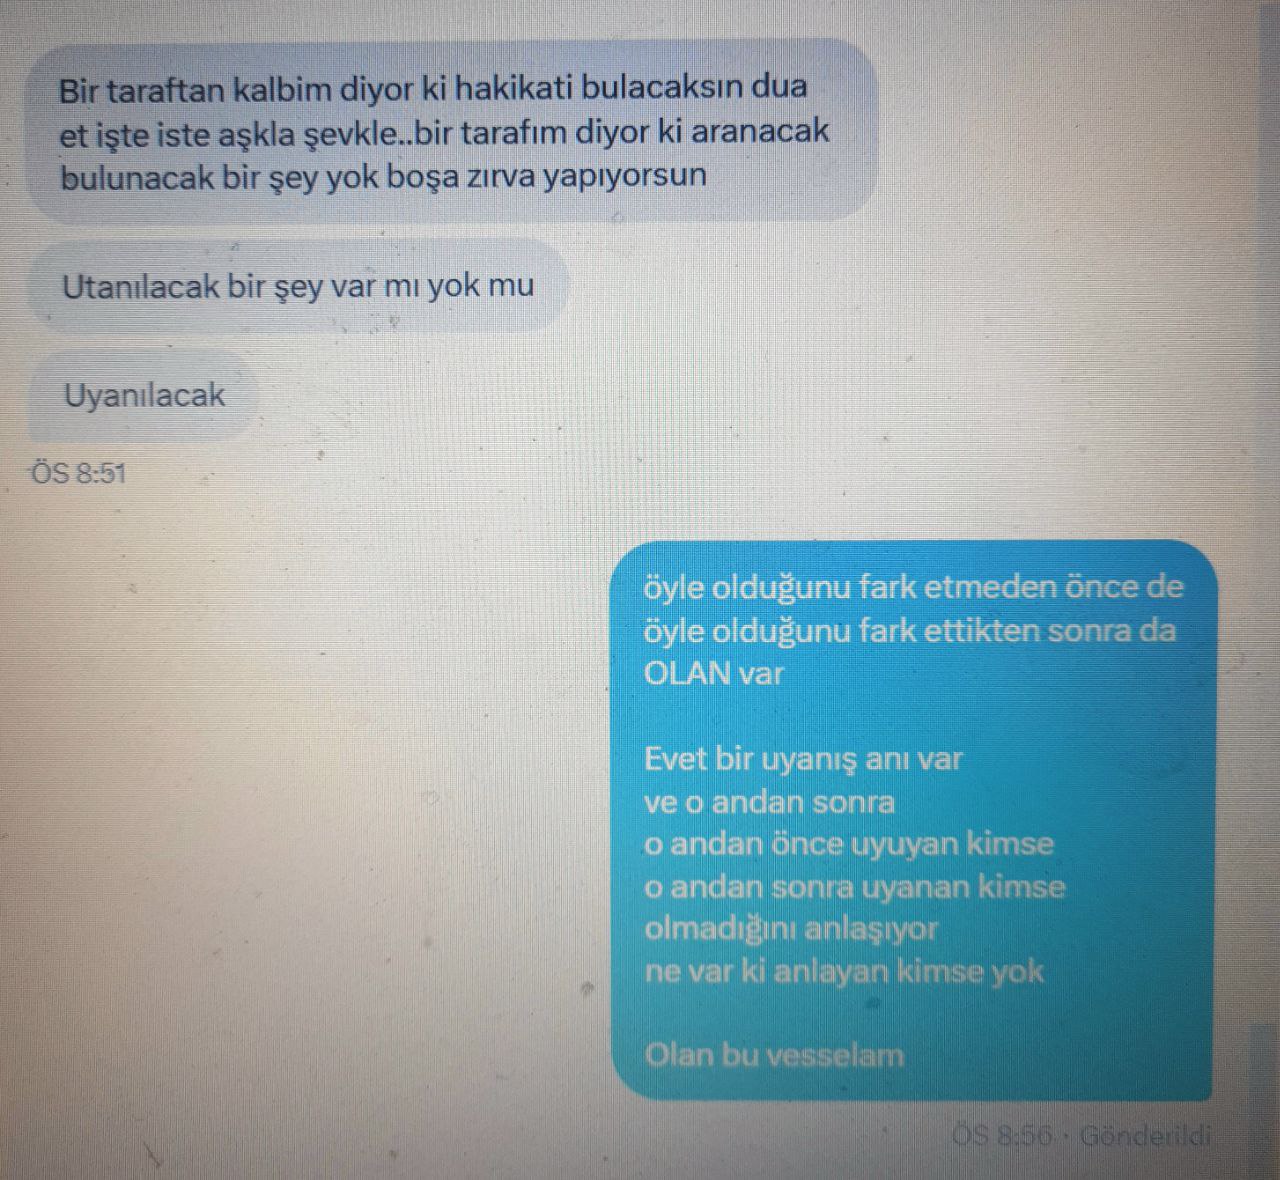 Bir taraftan kalbim diyor ki hakikati bulacaksın dua
et işte iste aşkla şevkle..bir tarafım diyor ki aranacak
bulunacak bir şey yok boşa zırva yapıyorsun
Utanılacak bir şey var mı yok mu
Uyanılacak
ÖS 8:51
öyle olduğunu fark etmeden önce de
öyle olduğunu fark ettikten sonra da
OLAN var
Evet bir uyanış anı var
ve o andan sonra
o andan önce uyuyan kimse
o andan sonra uyanan kimse
olmadığını anlaşıyor
ne var ki anlayan kimse yok
Olan bu vesselam
ÖS 8:56 · Gönderildi